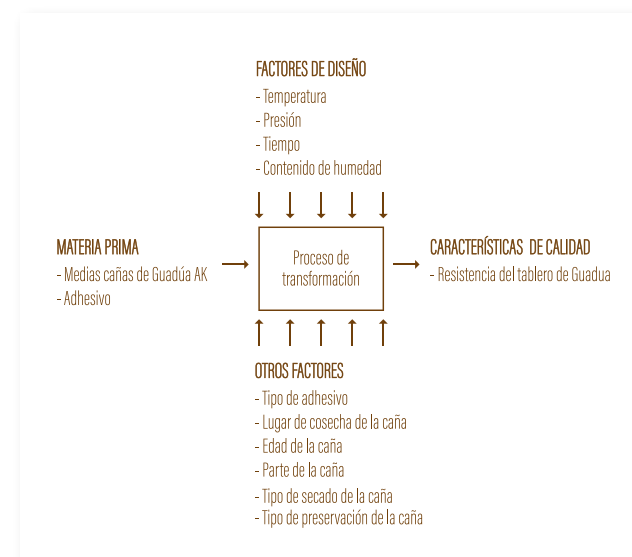 FACTORES DE DISEÑO
- Temperatura
- Presión
- Tiempo
- Contenido de humedad
MATERIA PRIMA
- Medias cañas de Guadúa AK
- Adhesivo
Proceso de
transformación
CARACTERÍSTICAS DE CALIDAD
- Resistencia del tablero de Guadua
OTROS FACTORES
- Tipo de adhesivo
- Lugar de cosecha de la caña
- Edad de la caña
- Parte de la caña
- Tipo de secado de la caña
- Tipo de preservación de la caña